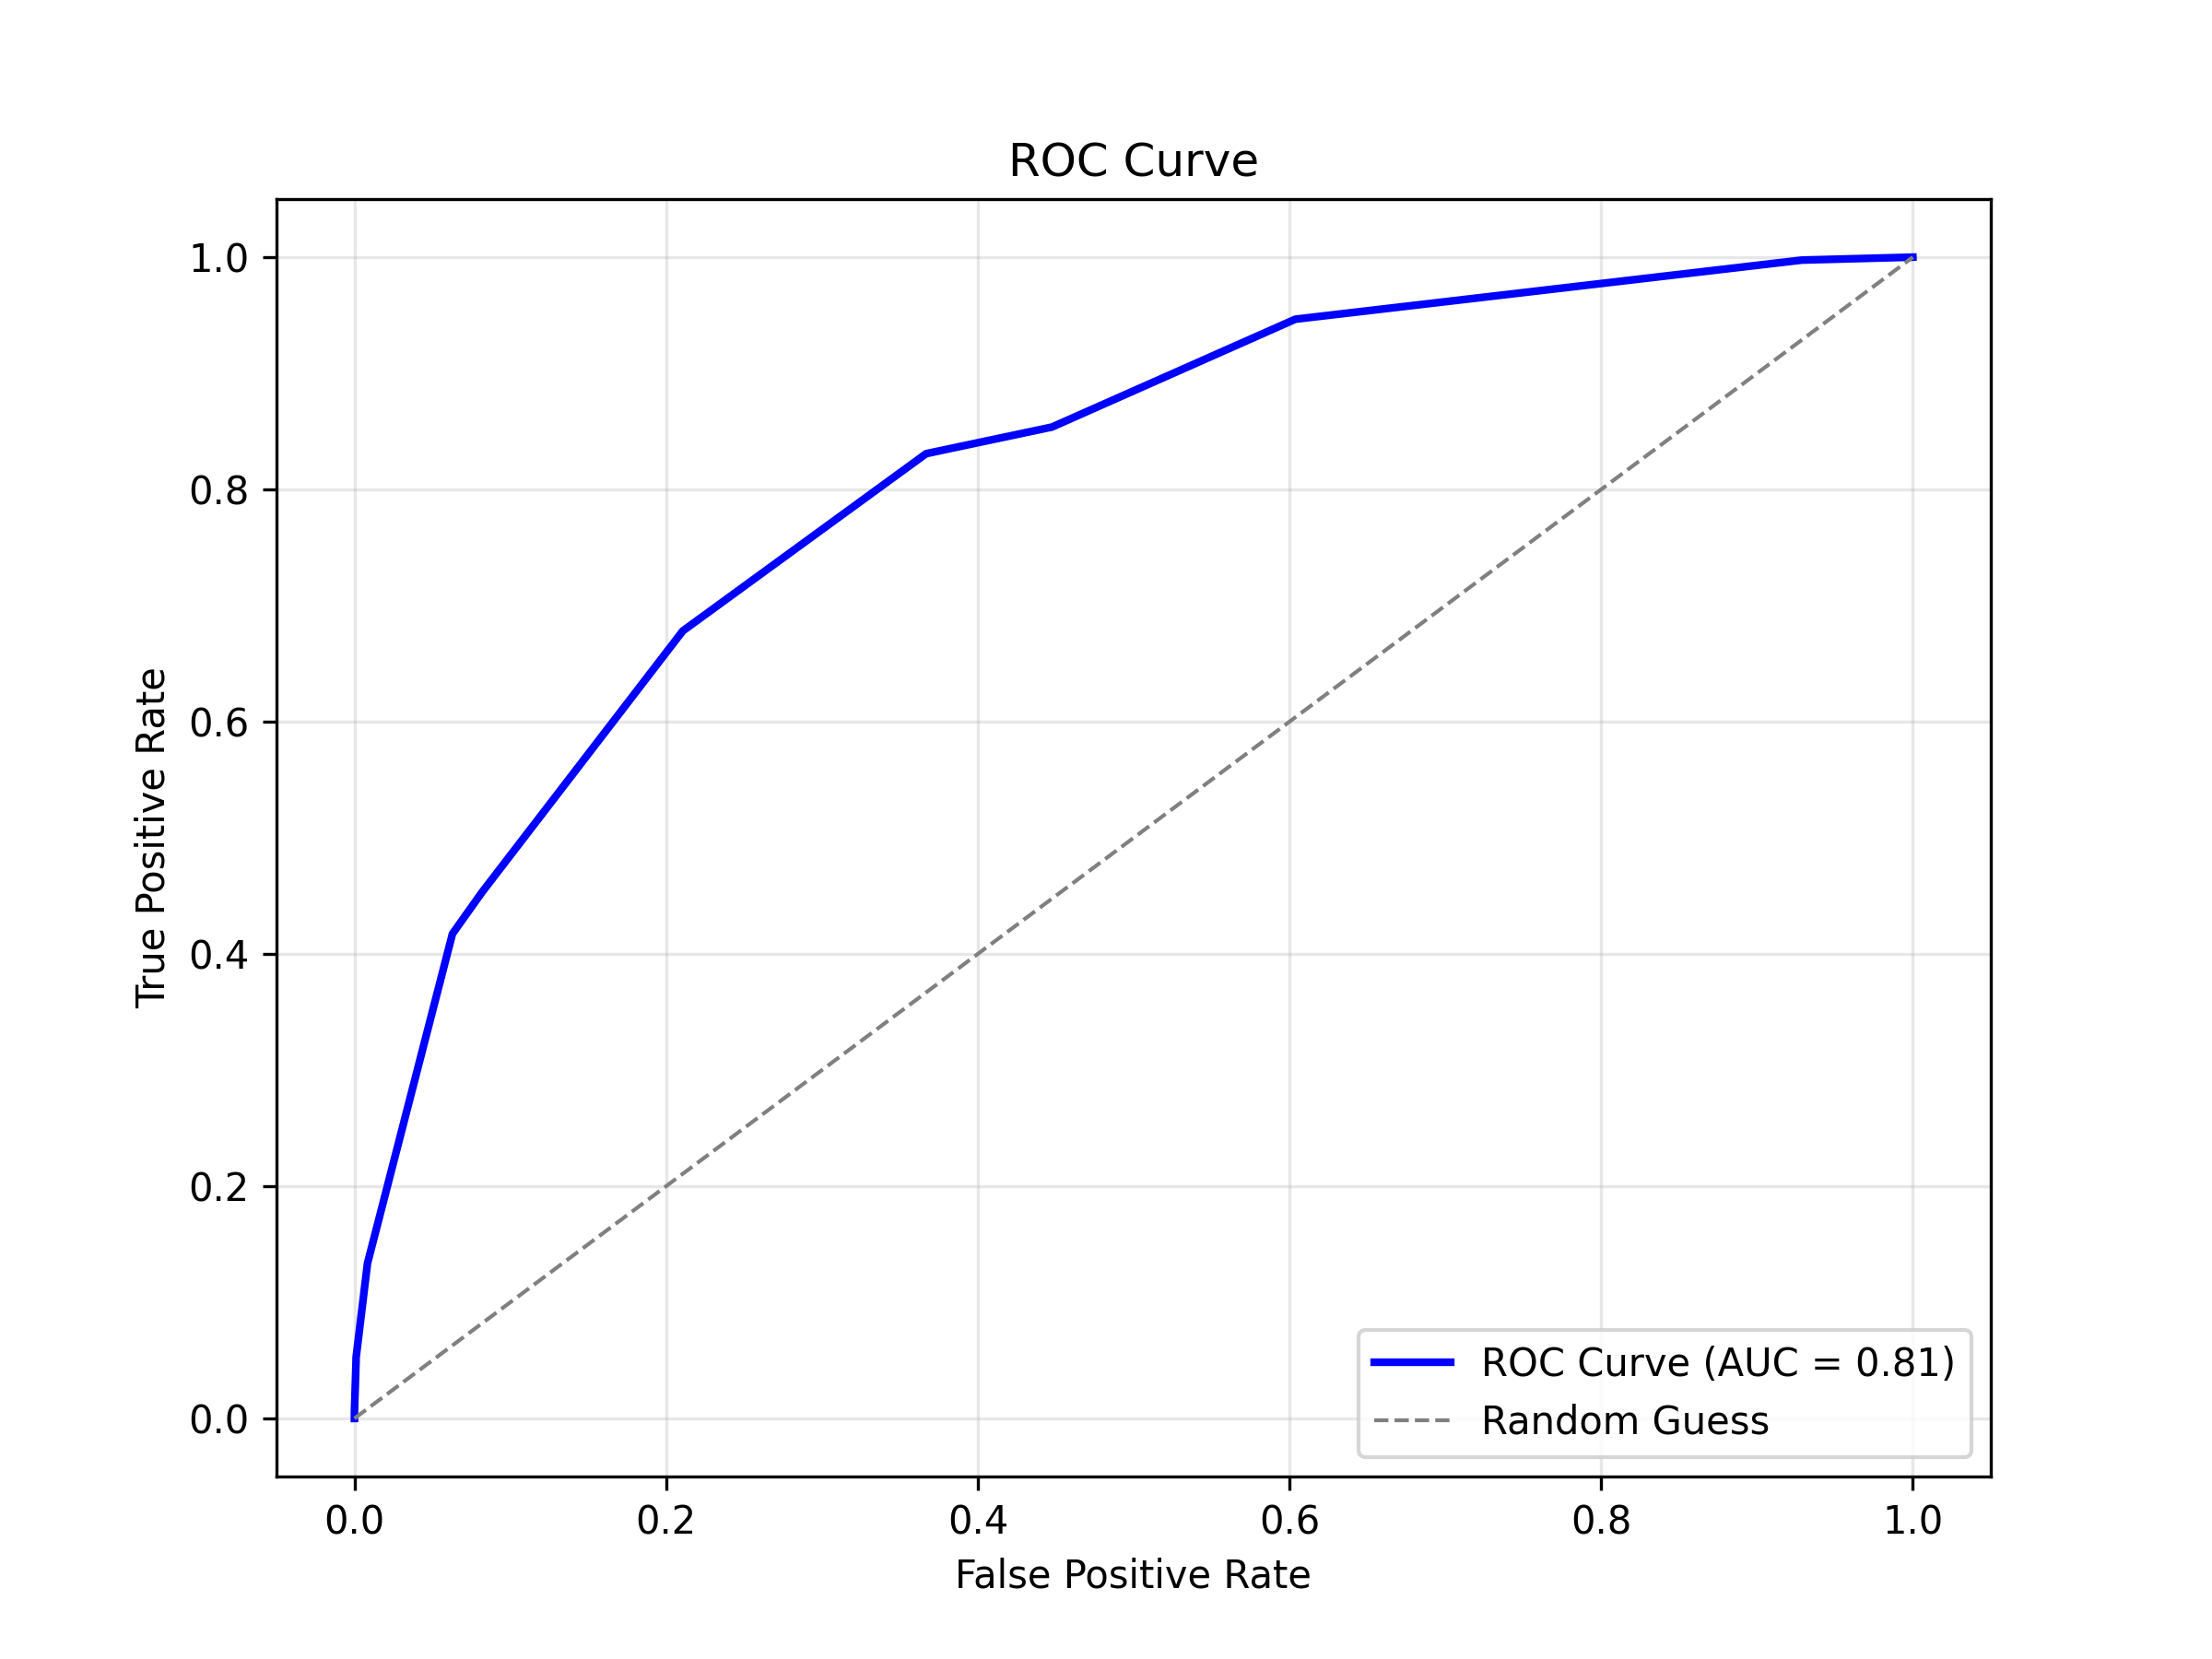 ROC Curve
True Positive Rate
1.0
0.8
0.6
0.4
0.2
0.0
0.0 0.2 0.4 0.6 0.8 1.0
False Positive Rate
ROC Curve (AUC = 0.81)
Random Guess